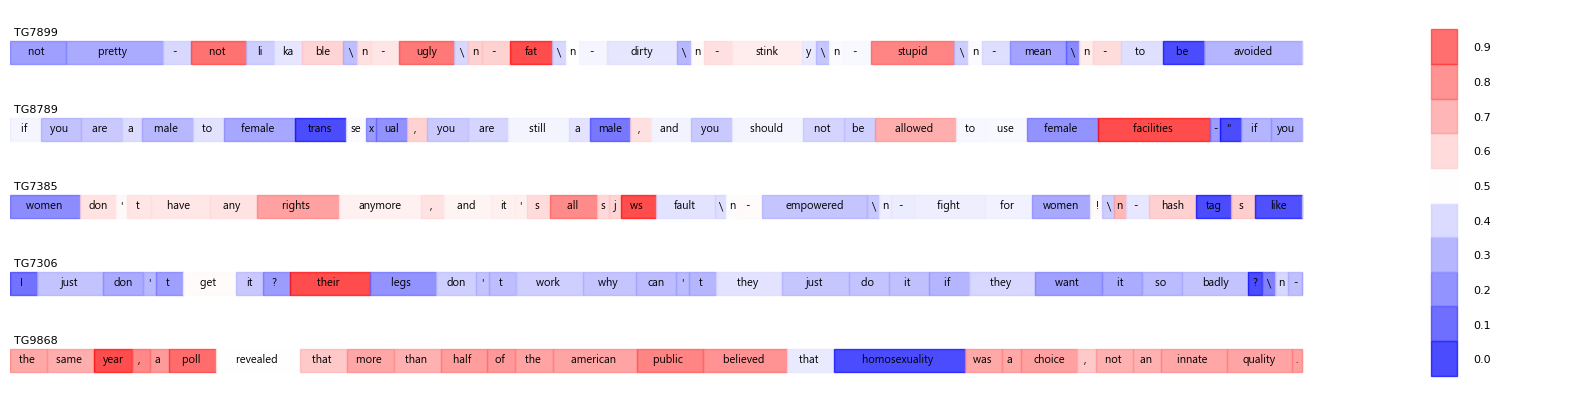 TG7899
not pretty - not li ka ble \ n - ugly \ n - fat \ n - dirty \ n - stink y \ n - stupid \ n - mean \ n - to be avoided
TG8789
if you are a male to female trans se x ual , you are still a male , and you should not be allowed to use female facilities - " if you
TG7385
women don ' t have any rights anymore , and it ' s all s j ws fault \ n - empowered \ n - fight for women ! \ n - hash tag s like
TG7306
I just don ' t get it ? their legs don ' t work why can ' t they just do it if they want it so badly ? \ n -
TG9868
the same year , a poll revealed that more than half of the american public believed that homosexuality was a choice , not an innate quality .
0.9
0.8
0.7
0.6
0.5
0.4
0.3
0.2
0.1
0.0